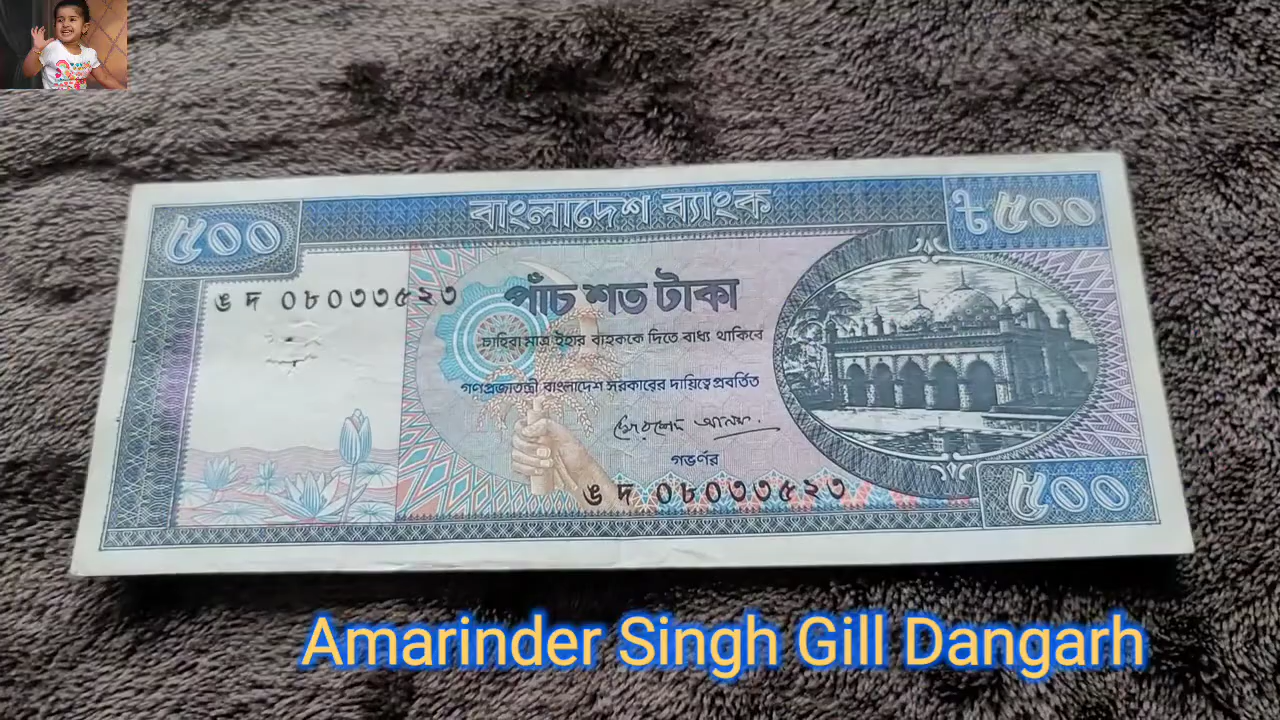 বাংলাদেশ ব্যাংক
৫০০
৳৫০০
ঙ দ ০৮০৩৩৫২৩
পাঁচ শত টাকা
চাহিবা মাত্র ইহার বাহককে দিতে বাধ্য থাকিবে
গণপ্রজাতন্ত্রী বাংলাদেশ সরকারের দায়িত্বে প্রবর্তিত
গভর্ণর
ঙ দ ০৮০৩৩৫২৩
৫০০
Amarinder Singh Gill Dangarh